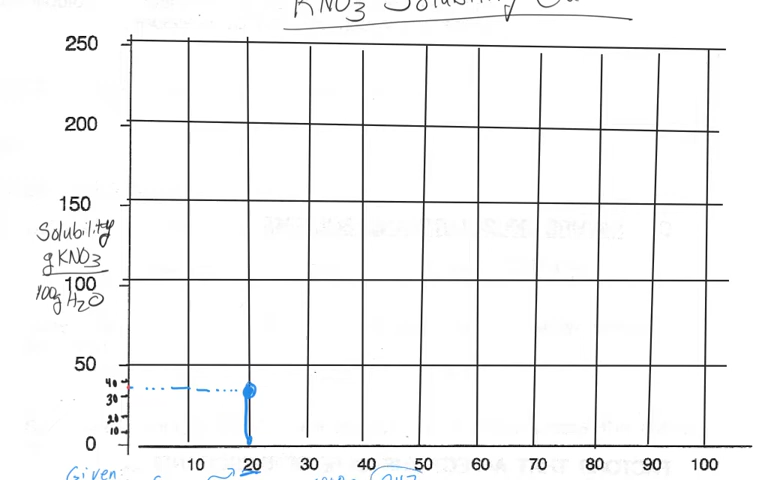 KNO3 Solubility
250
200
150
Solubility
g KNO3
100
100g H2O
50
40
30
20
10
0
10 20 30 40 50 60 70 80 90 100
Given: